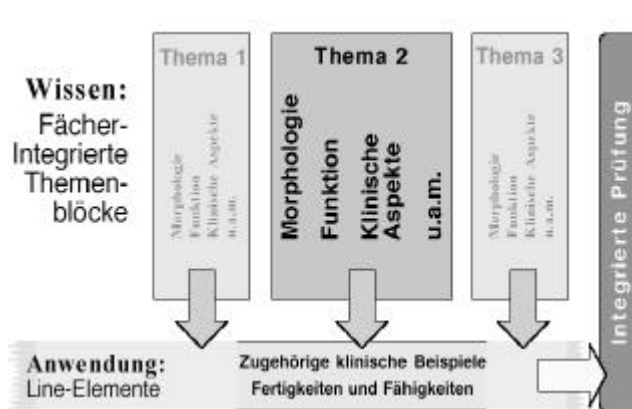 Wissen:
Fächer-
Integrierte
Themen-
blöcke
Thema 1
Morphologie
Funktion
Klinische Aspekte
u.a.m.
Thema 2
Morphologie
Funktion
Klinische
Aspekte
u.a.m.
Thema 3
Morphologie
Funktion
Klinische Aspekte
u.a.m.
Integrierte Prüfung
Anwendung:
Line-Elemente
Zugehörige klinische Beispiele
Fertigkeiten und Fähigkeiten